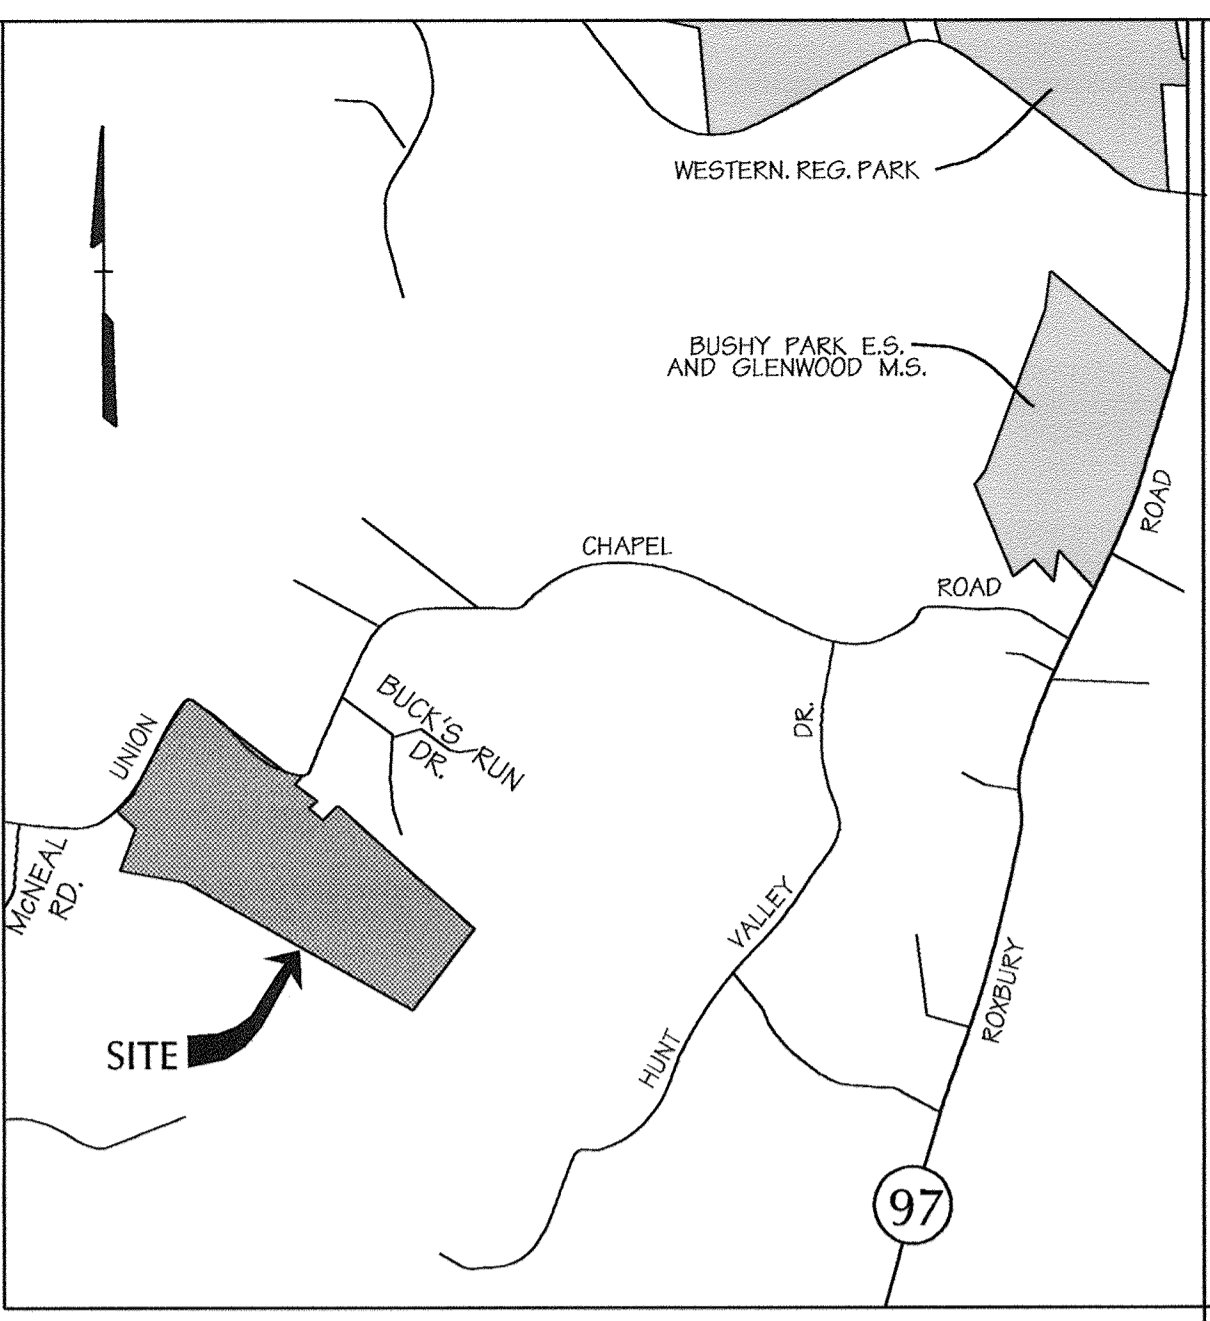 WESTERN. REG. PARK
BUSHY PARK E.S.
AND GLENWOOD M.S.
ROAD
CHAPEL
ROAD
BUCK'S RUN
DR.
DR.
UNION
McNEAL
RD.
VALLEY
ROXBURY
HUNT
SITE
97